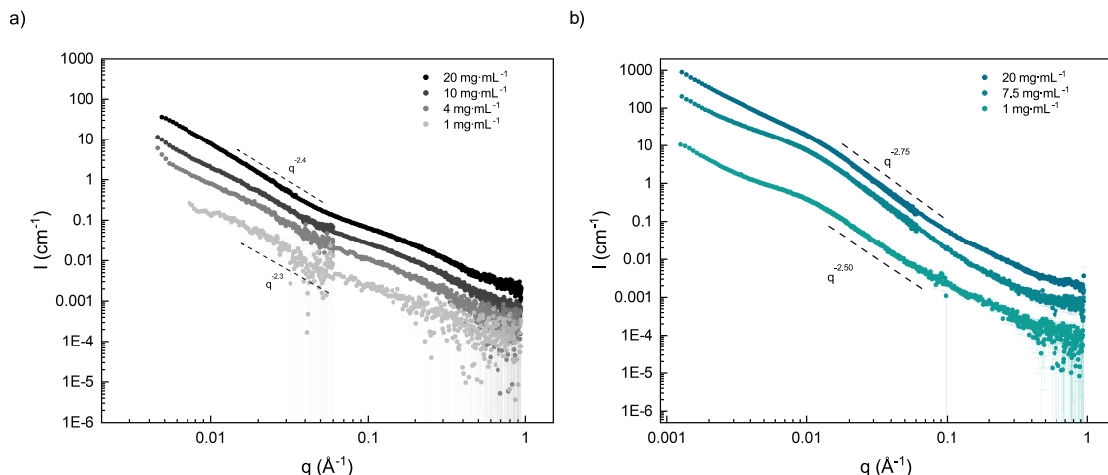 a)
1000
100
10
1
0.1
0.01
0.001
1E-4
1E-5
1E-6
I (cm⁻¹)
0.01
0.1
1
q (Å⁻¹)
20 mg·mL⁻¹
10 mg·mL⁻¹
4 mg·mL⁻¹
1 mg·mL⁻¹
q⁻²·⁴
q⁻²·³
b)
1000
100
10
1
0.1
0.01
0.001
1E-4
1E-5
1E-6
I (cm⁻¹)
0.001
0.01
0.1
1
q (Å⁻¹)
20 mg·mL⁻¹
7.5 mg·mL⁻¹
1 mg·mL⁻¹
q⁻²·⁷⁵
q⁻²·⁵⁰